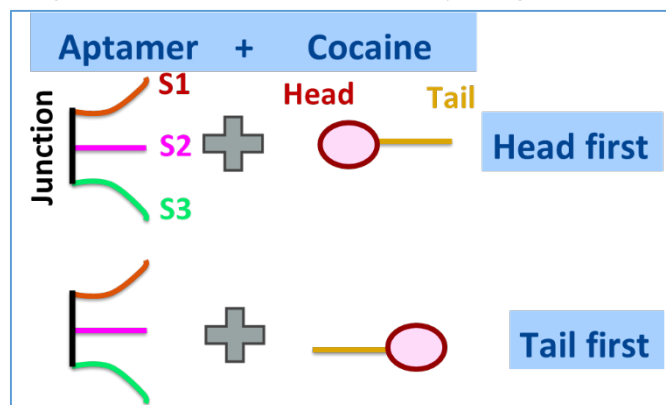 Aptamer + Cocaine
S1
Head Tail
Junction S2 Head first
S3
Tail first